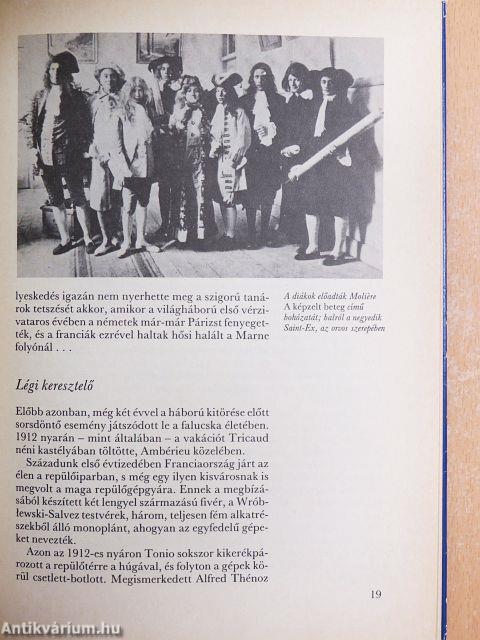 lyeskedés igazán nem nyerhette meg a szigorú taná-
rok tetszését akkor, amikor a világháború első vérzi-
vataros évében a németek már-már Párizst fenyeget-
ték, és a franciák ezrével haltak hősi halált a Marne
folyónál . . .
A diákok előadták Molière
A képzelt beteg című
bohózatát; balról a negyedik
Saint-Ex, az orvos szerepében
Légi keresztelő
Előbb azonban, még két évvel a háború kitörése előtt
sorsdöntő esemény játszódott le a falucska életében.
1912 nyarán – mint általában – a vakációt Tricaud
néni kastélyában töltötte, Ambérieu közelében.
Századunk első évtizedében Franciaország járt az
élen a repülőiparban, s még egy ilyen kisvárosnak is
megvolt a maga repülőgépgyára. Ennek a megbízá-
sából készített két lengyel származású fivér, a Wrób-
lewski-Salvez testvérek, három, teljesen fém alkatré-
szekből álló monoplánt, ahogyan az egyfedelű gépe-
ket nevezték.
Azon az 1912-es nyáron Tonio sokszor kikerékpá-
rozott a repülőtérre a húgával, és folyton a gépek kö-
rül csetlett-botlott. Megismerkedett Alfred Thénoz
19
Antikvárium.hu